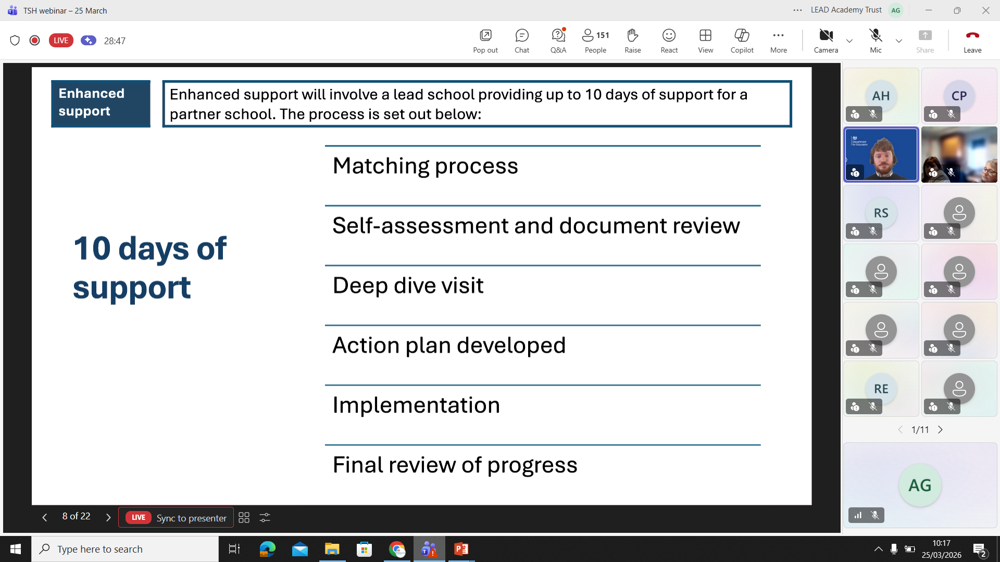 TSH webinar – 25 March
LEAD Academy Trust
AG
LIVE
28:47
Pop out
Chat
Q&A
151
People
Raise
React
View
Copilot
More
Camera
Mic
Share
Leave
Enhanced
support
Enhanced support will involve a lead school providing up to 10 days of support for a
partner school. The process is set out below:
10 days of
support
Matching process
Self-assessment and document review
Deep dive visit
Action plan developed
Implementation
Final review of progress
AH
CP
Department
for Education
RS
RE
1/11
AG
8 of 22
LIVE
Sync to presenter
Type here to search
10:17
25/03/2026
2